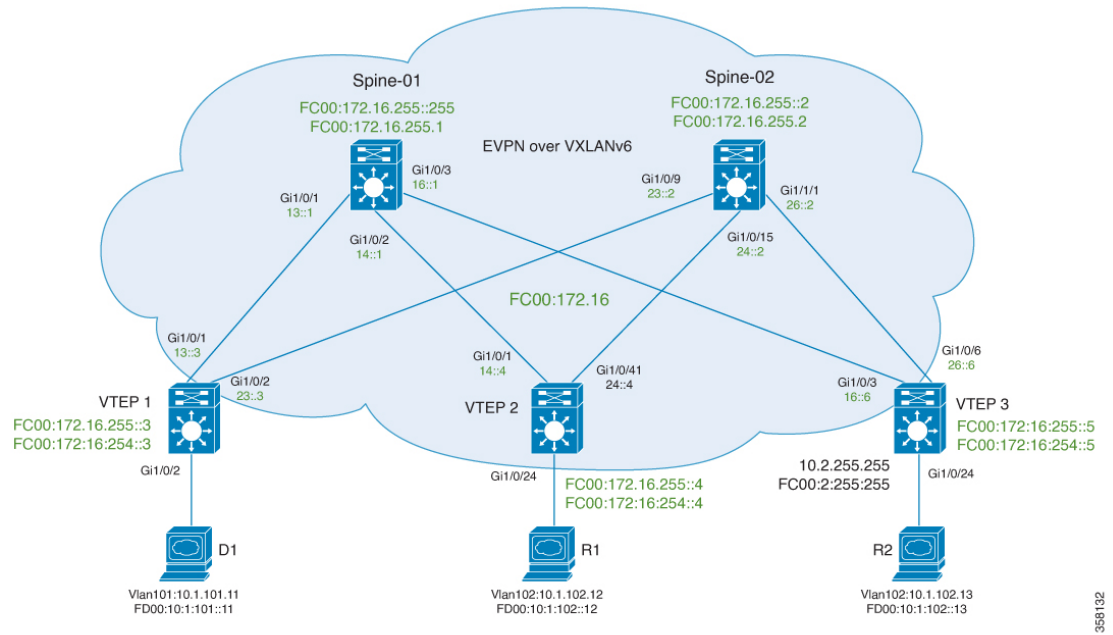 Spine-01
FC00:172.16.255::255
FC00:172.16.255.1
Spine-02
FC00:172.16.255::2
FC00:172.16.255.2
EVPN over VXLANv6
Gi1/0/3
16::1
Gi1/0/1
13::1
Gi1/0/2
14::1
Gi1/0/9
23::2
Gi1/1/1
26::2
Gi1/0/15
24::2
FC00:172.16
Gi1/0/1
13::3
Gi1/0/2
23::3
VTEP 1
FC00:172.16.255::3
FC00:172:16:254::3
Gi1/0/2
Gi1/0/1
14::4
Gi1/0/41
24::4
VTEP 2
Gi1/0/24
FC00:172.16.255::4
FC00:172:16:254::4
Gi1/0/6
26::6
Gi1/0/3
16::6
VTEP 3
FC00:172:16:255::5
FC00:172:16:254::5
10.2.255.255
FC00:2:255:255
Gi1/0/24
D1
Vlan101:10.1.101.11
FD00:10:1:101::11
R1
Vlan102:10.1.102.12
FD00:10:1:102::12
R2
Vlan102:10.1.102.13
FD00:10:1:102::13
358132